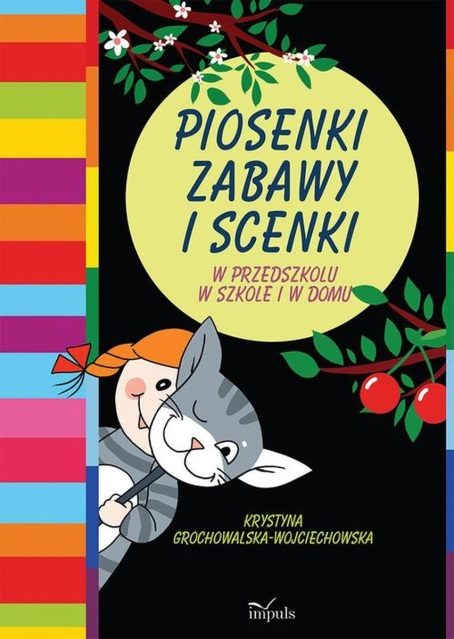 PIOSENKI
ZABAWY
I SCENKI
W PRZEDSZKOLU
W SZKOLE I W DOMU
KRYSTYNA
GROCHOWALSKA-WOJCIECHOWSKA
impuls